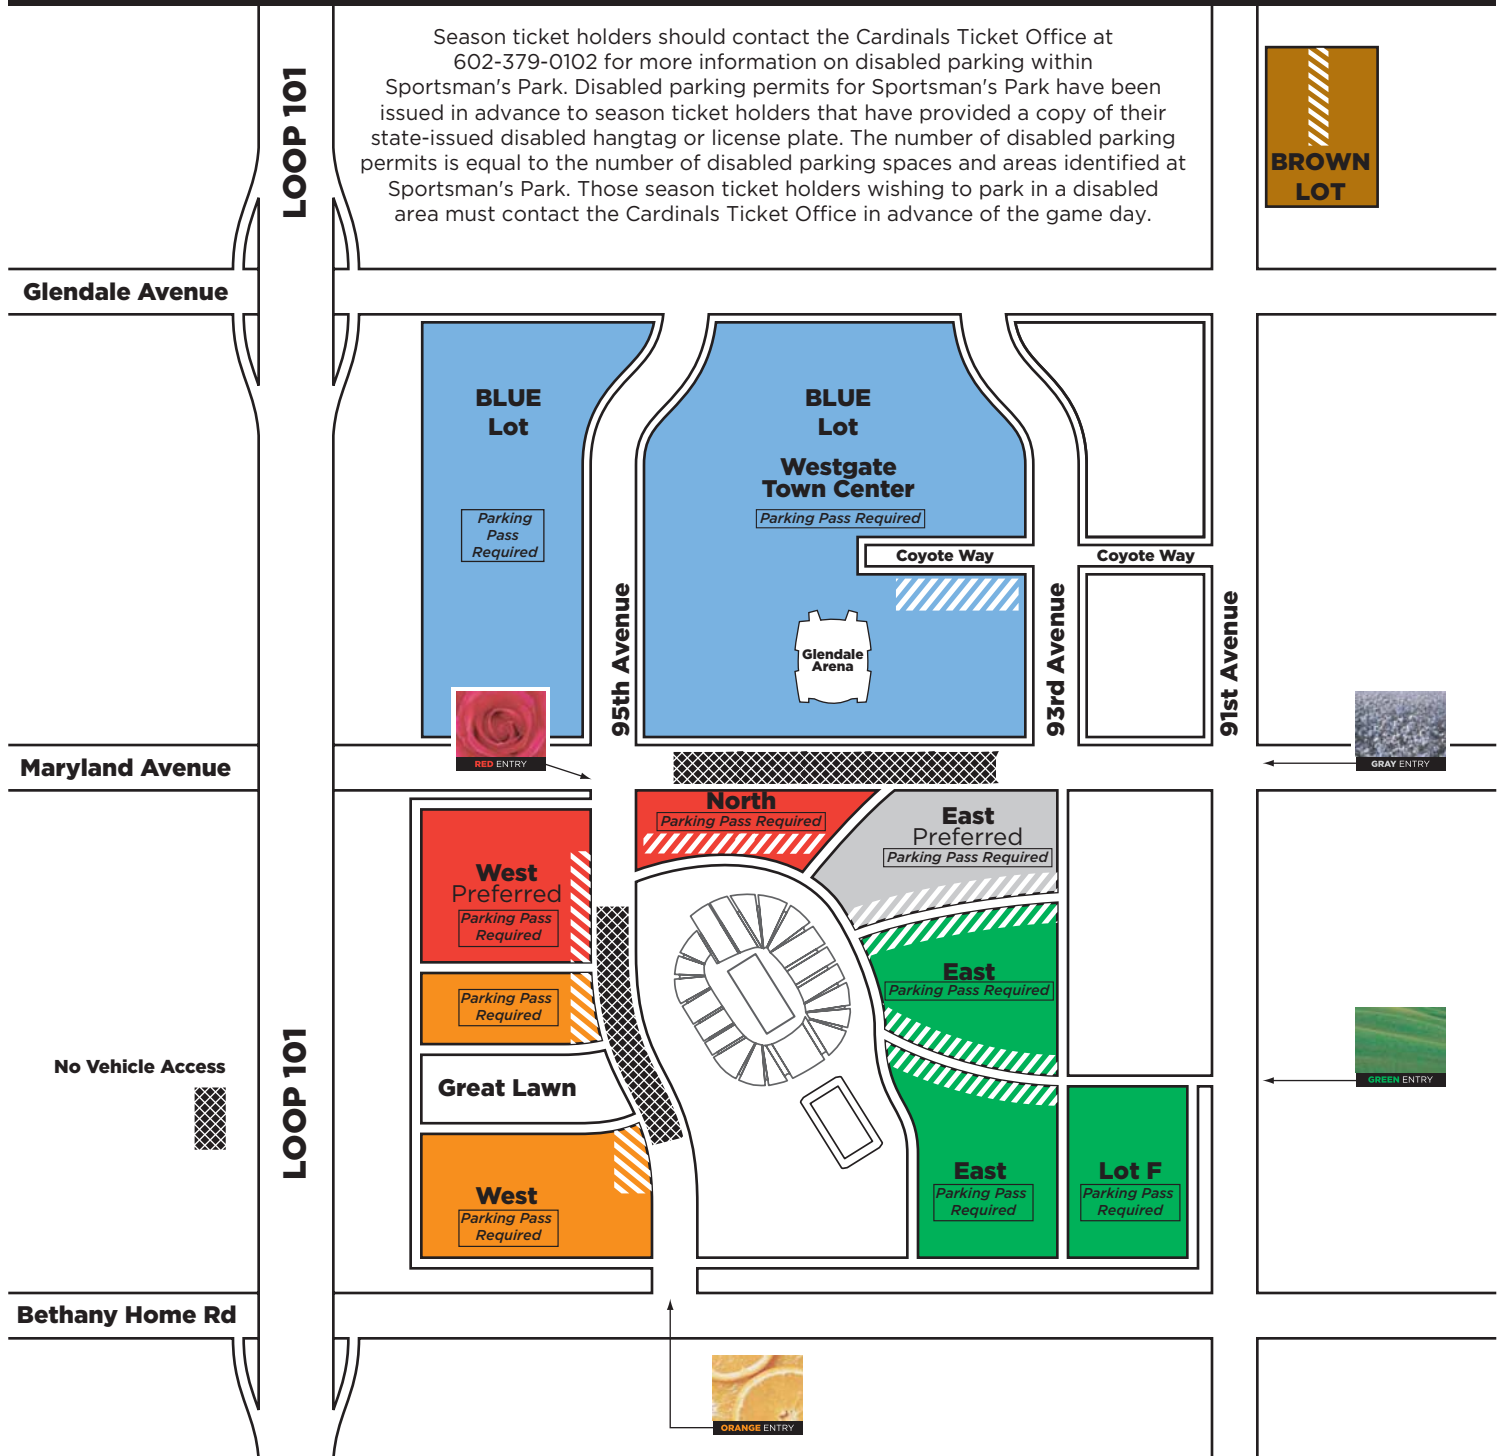 Season ticket holders should contact the Cardinals Ticket Office at
602-379-0102 for more information on disabled parking within
Sportsman's Park. Disabled parking permits for Sportsman's Park have been
issued in advance to season ticket holders that have provided a copy of their
state-issued disabled hangtag or license plate. The number of disabled parking
permits is equal to the number of disabled parking spaces and areas identified at
Sportsman's Park. Those season ticket holders wishing to park in a disabled
area must contact the Cardinals Ticket Office in advance of the game day.
LOOP 101
BROWN
LOT
Glendale Avenue
BLUE
Lot
Parking
Pass
Required
BLUE
Lot
Westgate
Town Center
Parking Pass Required
Coyote Way
Coyote Way
Glendale
Arena
95th Avenue
93rd Avenue
91st Avenue
RED ENTRY
GRAY ENTRY
Maryland Avenue
North
Parking Pass Required
East
Preferred
Parking Pass Required
West
Preferred
Parking Pass
Required
East
Parking Pass Required
Parking Pass
Required
No Vehicle Access
LOOP 101
Great Lawn
GREEN ENTRY
West
Parking Pass
Required
East
Parking Pass
Required
Lot F
Parking Pass
Required
Bethany Home Rd
ORANGE ENTRY